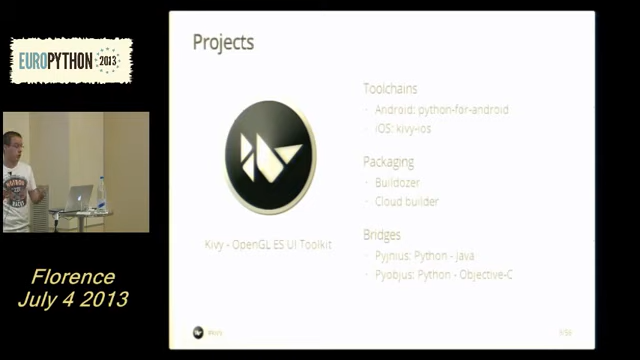 EUROPYTHON 2013
Florence
July 4 2013
Projects
Kivy - OpenGL ES UI Toolkit
Toolchains
- Android: python-for-android
- iOS: kivy-ios
Packaging
- Buildozer
- Cloud builder
Bridges
- Pyjnius: Python - Java
- Pyobjus: Python - Objective-C